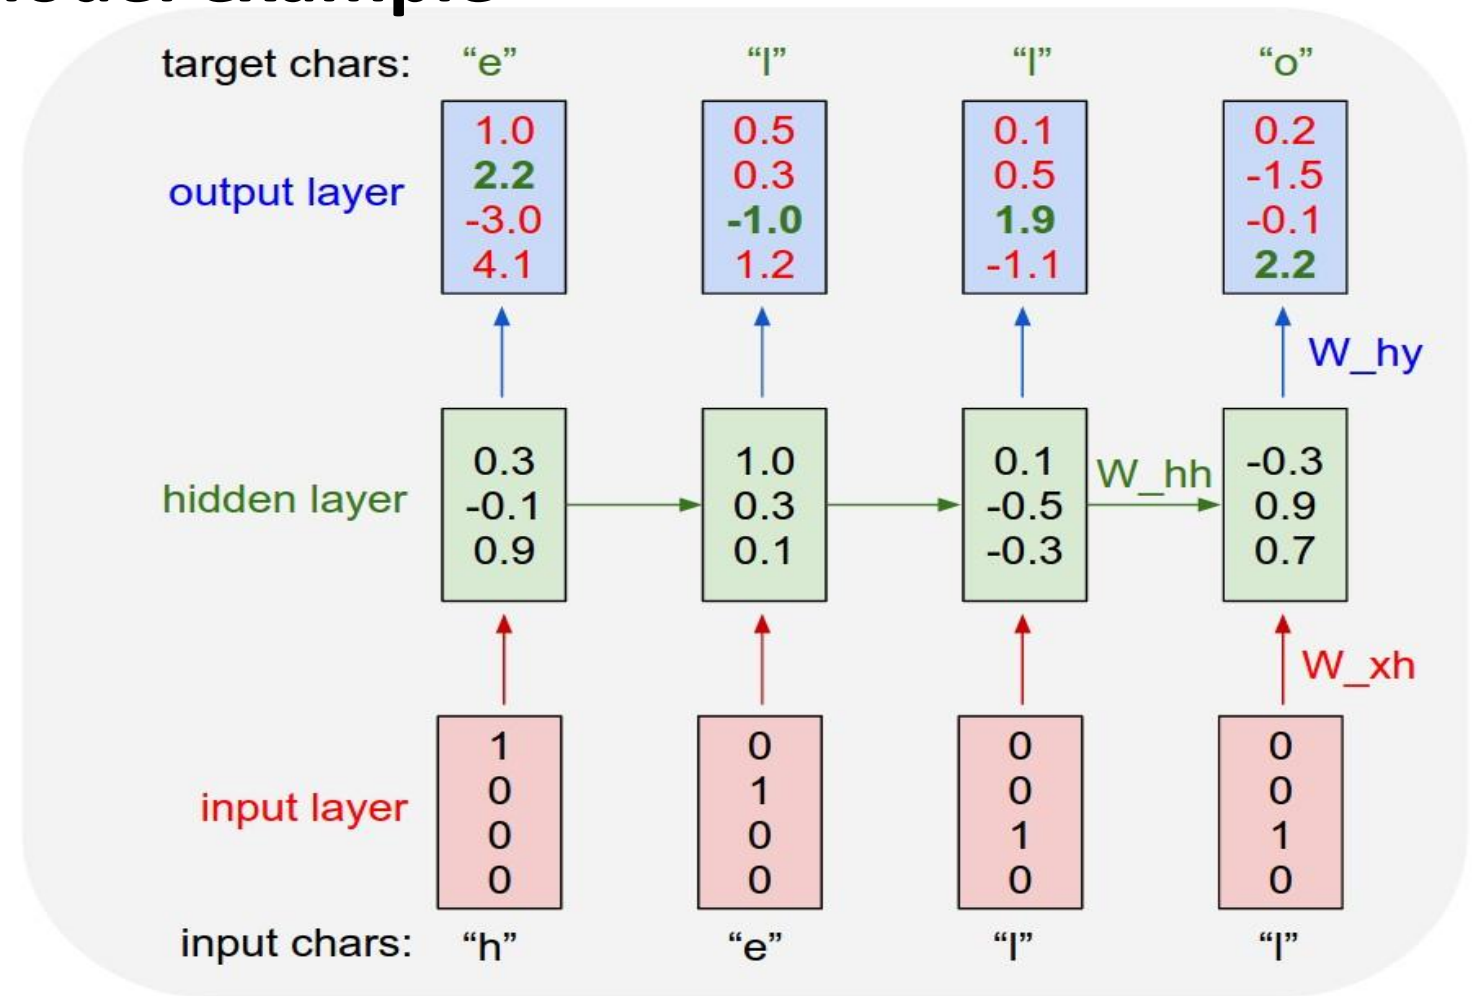 target chars: “e” “l” “l” “o”
1.0 0.5 0.1 0.2
2.2 0.3 0.5 -1.5
output layer
-3.0 -1.0 1.9 -0.1
4.1 1.2 -1.1 2.2
W_hy
0.3 1.0 0.1 W_hh -0.3
hidden layer -0.1 0.3 -0.5 0.9
0.9 0.1 -0.3 0.7
W_xh
1 0 0 0
0 1 0 0
input layer
0 0 1 1
0 0 0 0
input chars: “h” “e” “l” “l”